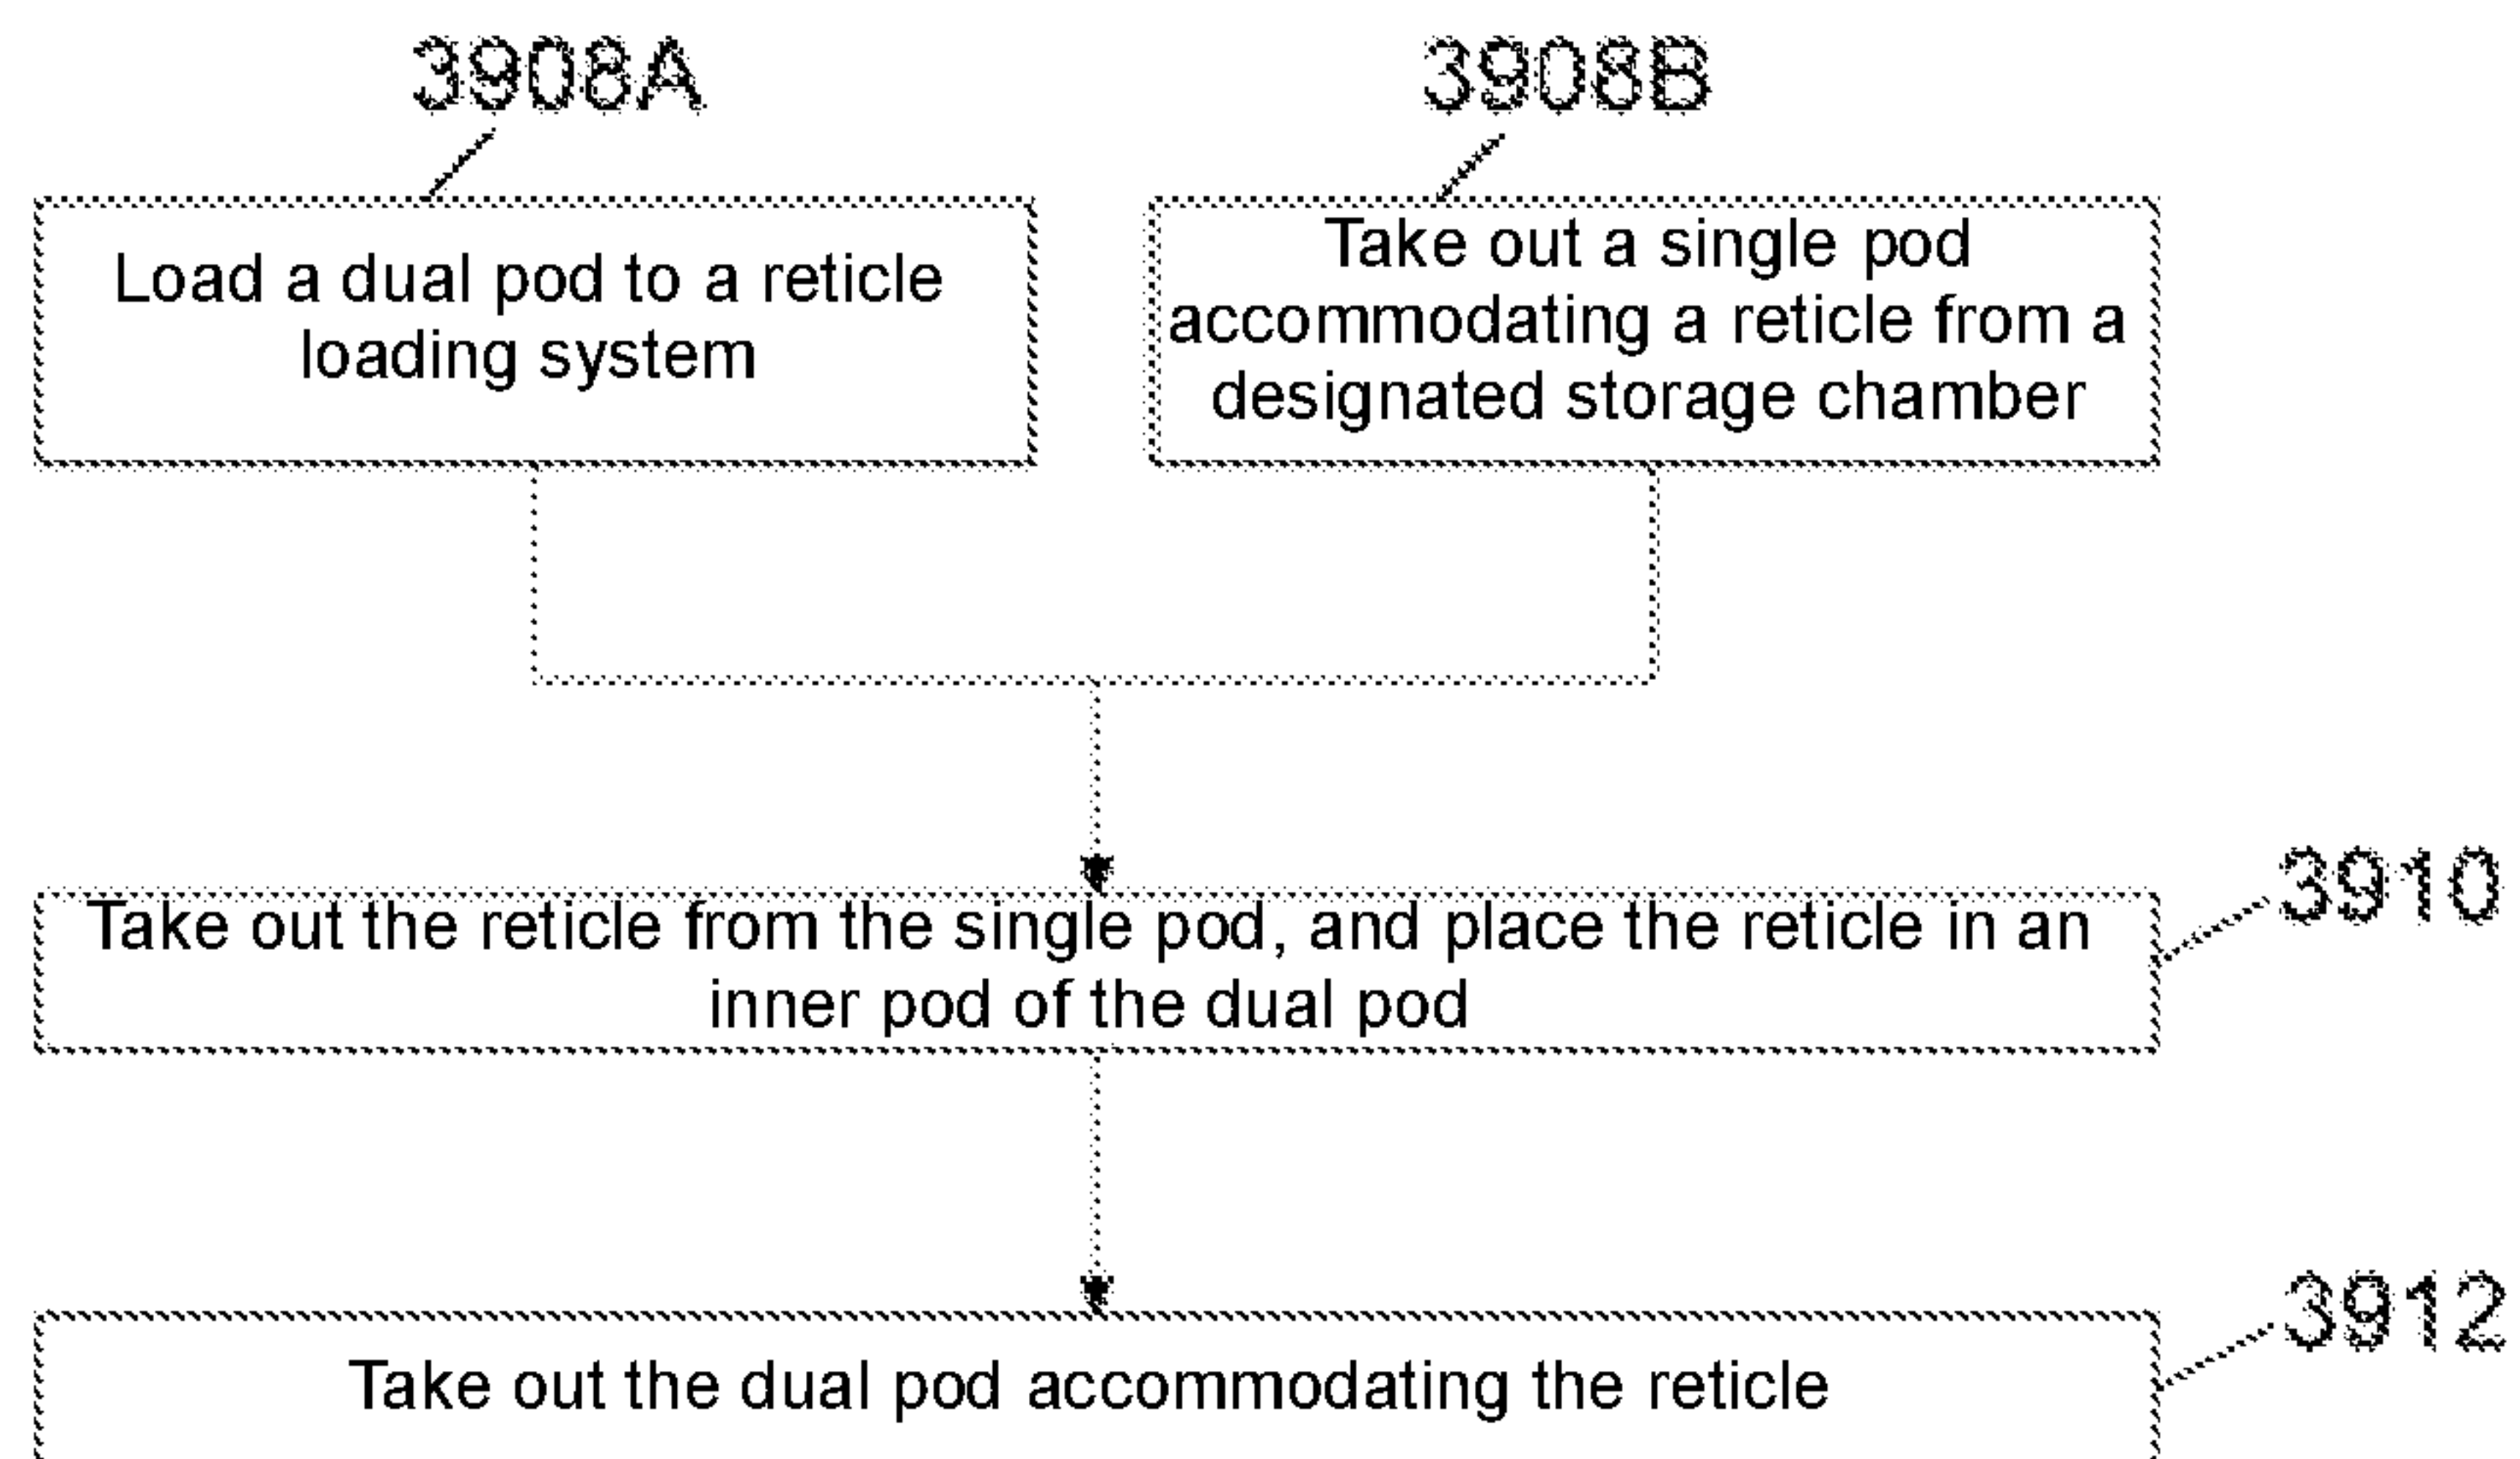 3908A
3908B
Load a dual pod to a reticle
loading system
Take out a single pod
accommodating a reticle from a
designated storage chamber
3910
Take out the reticle from the single pod, and place the reticle in an
inner pod of the dual pod
3912
Take out the dual pod accommodating the reticle